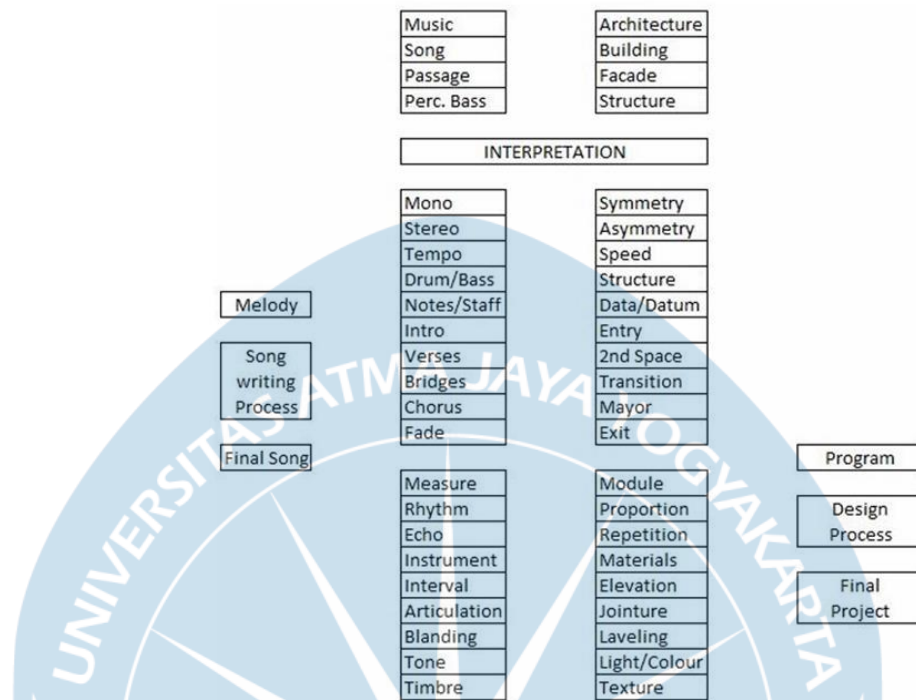 Music Architecture
Song Building
Passage Facade
Perc. Bass Structure
INTERPRETATION
Mono Symmetry
Stereo Asymmetry
Tempo Speed
Drum/Bass Structure
Melody Notes/Staff Data/Datum
Intro Entry
Song Verses 2nd Space
writing Bridges Transition
Process Chorus Mayor
Fade Exit
Final Song Program
Measure Module
Rhythm Proportion Design
Echo Repetition Process
Instrument Materials
Interval Elevation Final
Articulation Jointure Project
Blanding Laveling
Tone Light/Colour
Timbre Texture
UNIVERSITAS ATMA JAYA YOGYAKARTA